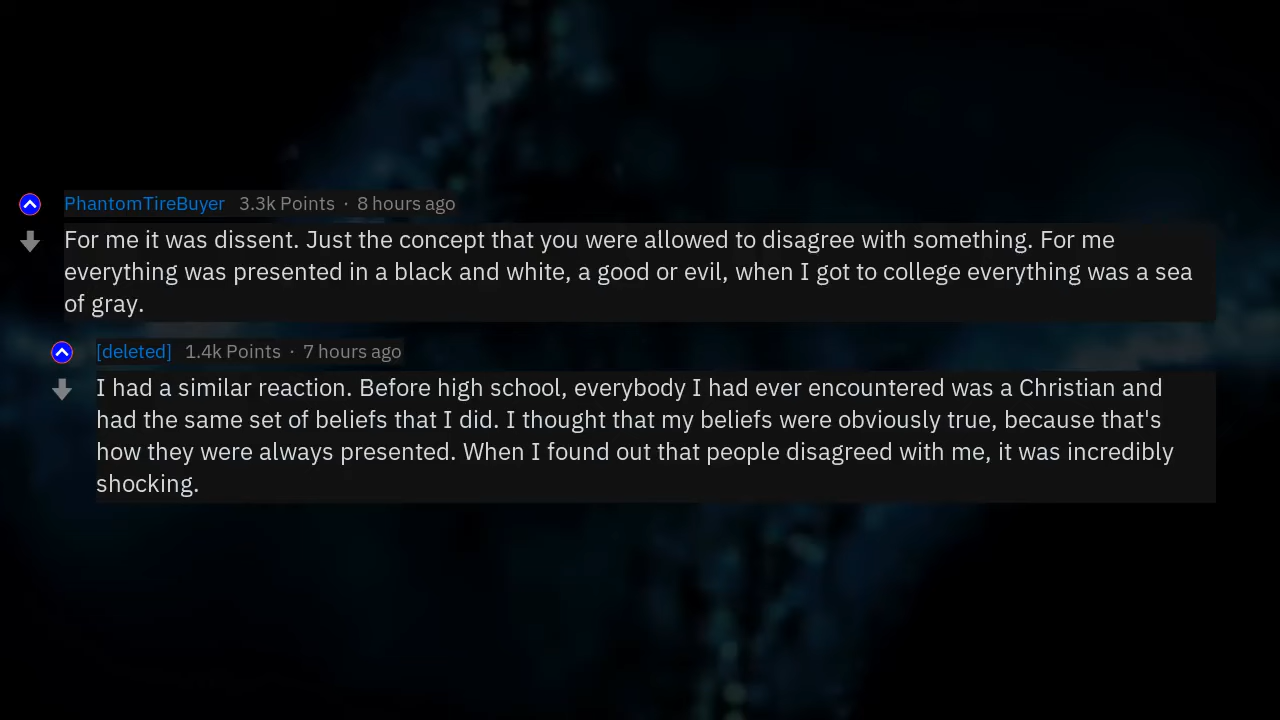 PhantomTireBuyer 3.3k Points · 8 hours ago
For me it was dissent. Just the concept that you were allowed to disagree with something. For me
everything was presented in a black and white, a good or evil, when I got to college everything was a sea
of gray.
[deleted] 1.4k Points · 7 hours ago
I had a similar reaction. Before high school, everybody I had ever encountered was a Christian and
had the same set of beliefs that I did. I thought that my beliefs were obviously true, because that's
how they were always presented. When I found out that people disagreed with me, it was incredibly
shocking.